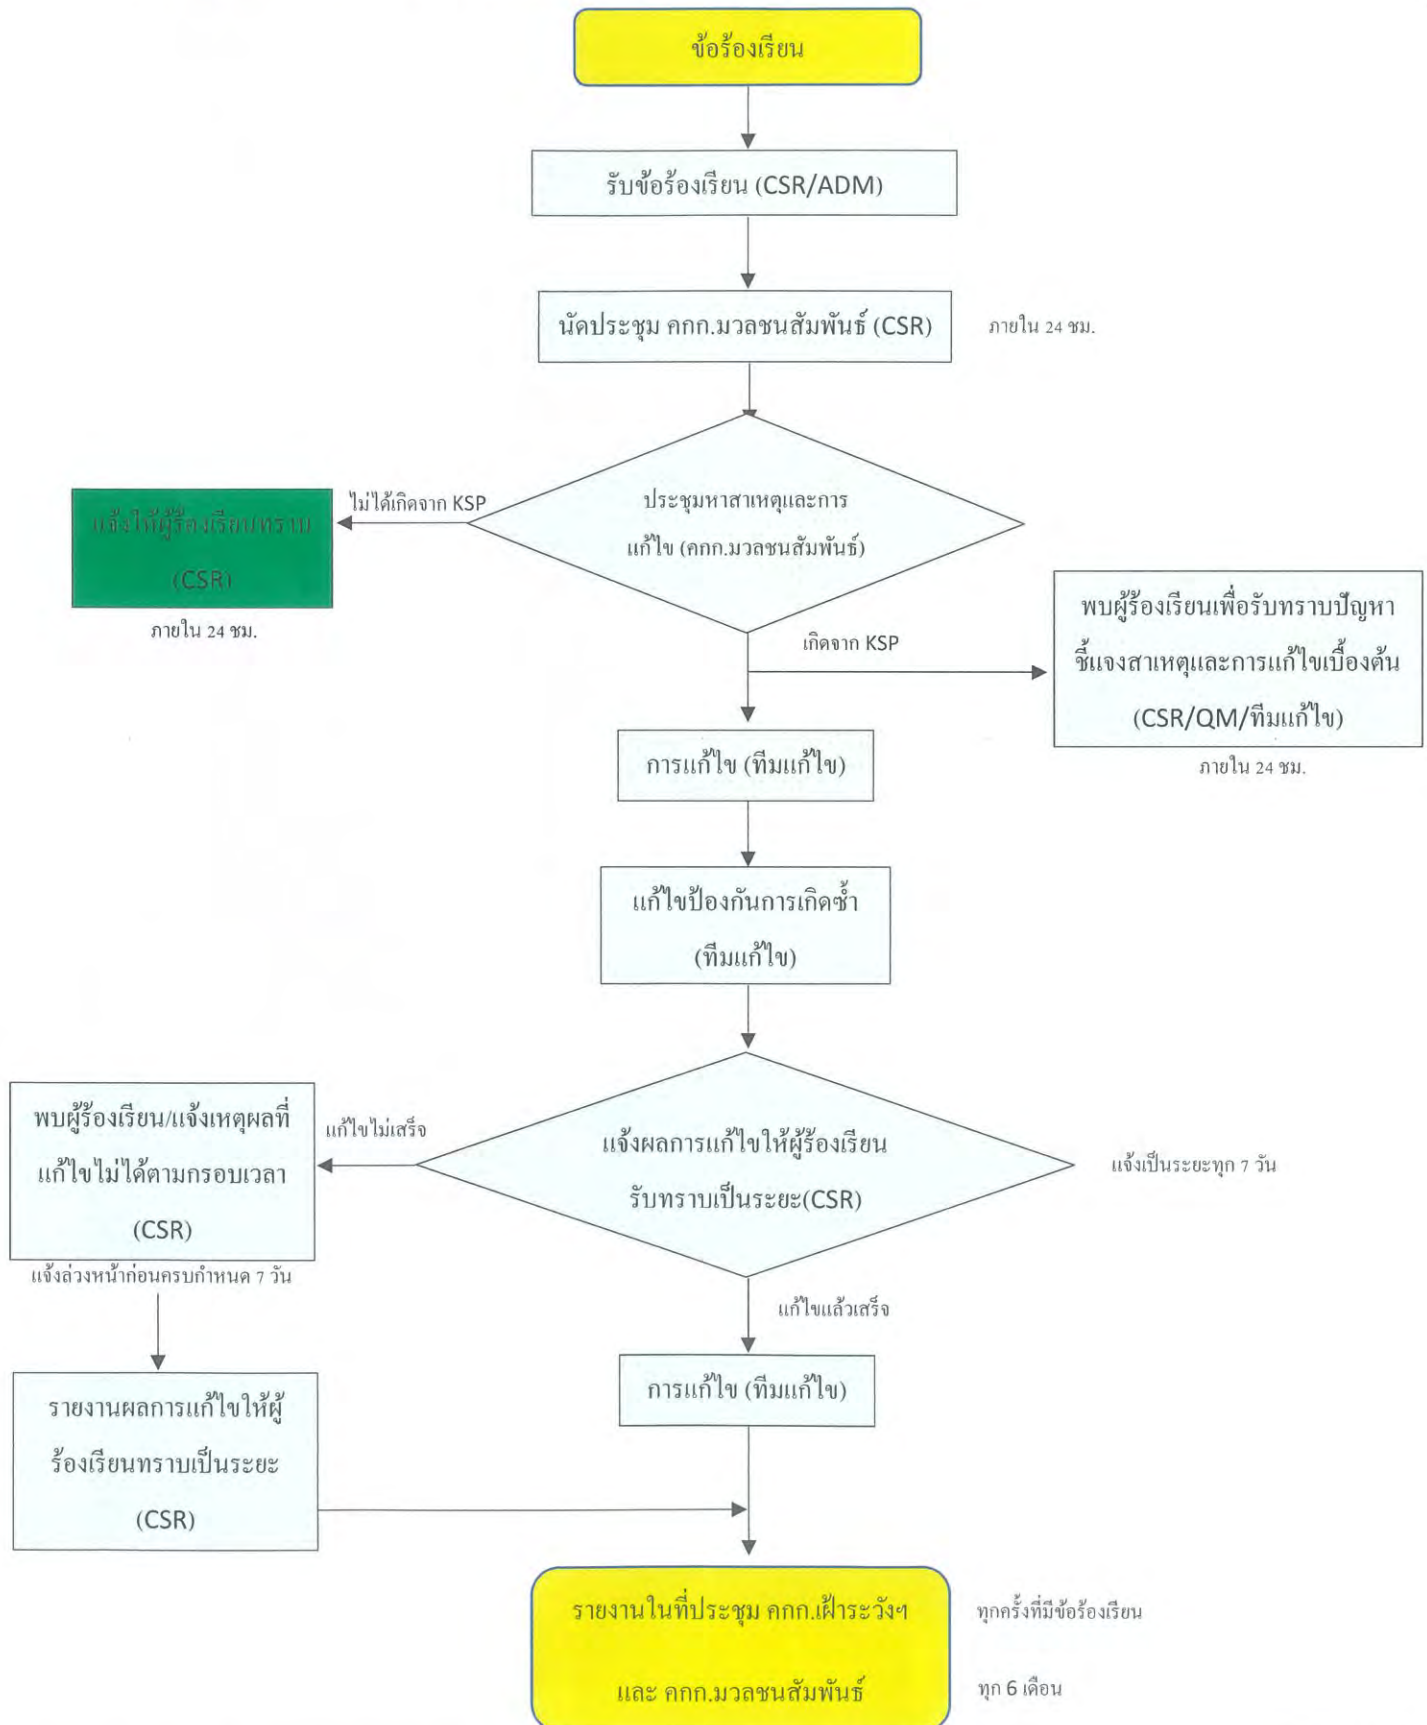 ข้อร้องเรียน
รับข้อร้องเรียน (CSR/ADM)
นัดประชุม คกก.มวลชนสัมพันธ์ (CSR)
ภายใน 24 ชม.
ประชุมหาสาเหตุและการ
แก้ไข (คกก.มวลชนสัมพันธ์)
ไม่ได้เกิดจาก KSP
แจ้งให้ผู้ร้องเรียนทราบ
(CSR)
ภายใน 24 ชม.
เกิดจาก KSP
พบผู้ร้องเรียนเพื่อรับทราบปัญหา
ชี้แจงสาเหตุและการแก้ไขเบื้องต้น
(CSR/QM/ทีมแก้ไข)
ภายใน 24 ชม.
การแก้ไข (ทีมแก้ไข)
แก้ไขป้องกันการเกิดซ้ำ
(ทีมแก้ไข)
แจ้งผลการแก้ไขให้ผู้ร้องเรียน
รับทราบเป็นระยะ(CSR)
แจ้งเป็นระยะทุก 7 วัน
แก้ไขไม่เสร็จ
พบผู้ร้องเรียน/แจ้งเหตุผลที่
แก้ไขไม่ได้ตามกรอบเวลา
(CSR)
แจ้งล่วงหน้าก่อนครบกำหนด 7 วัน
แก้ไขแล้วเสร็จ
การแก้ไข (ทีมแก้ไข)
รายงานผลการแก้ไขให้ผู้
ร้องเรียนทราบเป็นระยะ
(CSR)
รายงานในที่ประชุม คกก.เฝ้าระวังฯ
และ คกก.มวลชนสัมพันธ์
ทุกครั้งที่มีข้อร้องเรียน
ทุก 6 เดือน